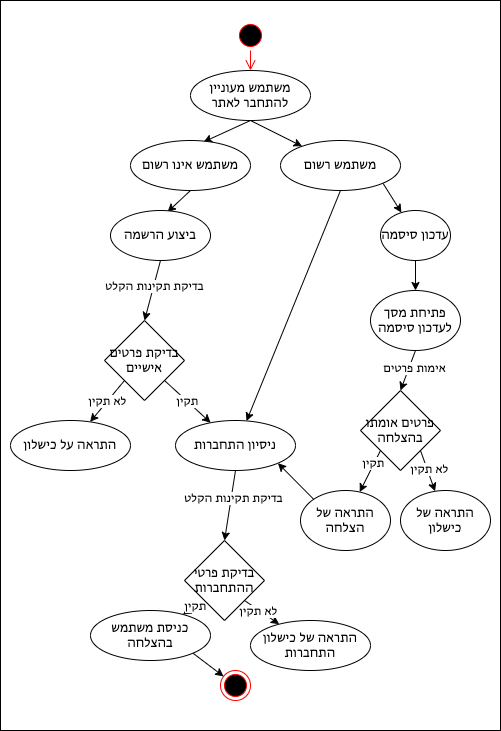 משתמש מעוניין
להתחבר לאתר
משתמש רשום
משתמש אינו רשום
עדכון סיסמה
ביצוע הרשמה
בדיקת תקינות הקלט
פתיחת מסך
לעדכון סיסמה
בדיקת פרטים
אישיים
אימות פרטים
תקין
לא תקין
פרטים אומתו
בהצלחה
ניסיון התחברות
התראה על כישלון
לא תקין
תקין
בדיקת תקינות הקלט
התראה של
כישלון
התראה של
הצלחה
בדיקת פרטי
ההתחברות
לא תקין
תקין
כניסת משתמש
בהצלחה
התראה של כישלון
התחברות